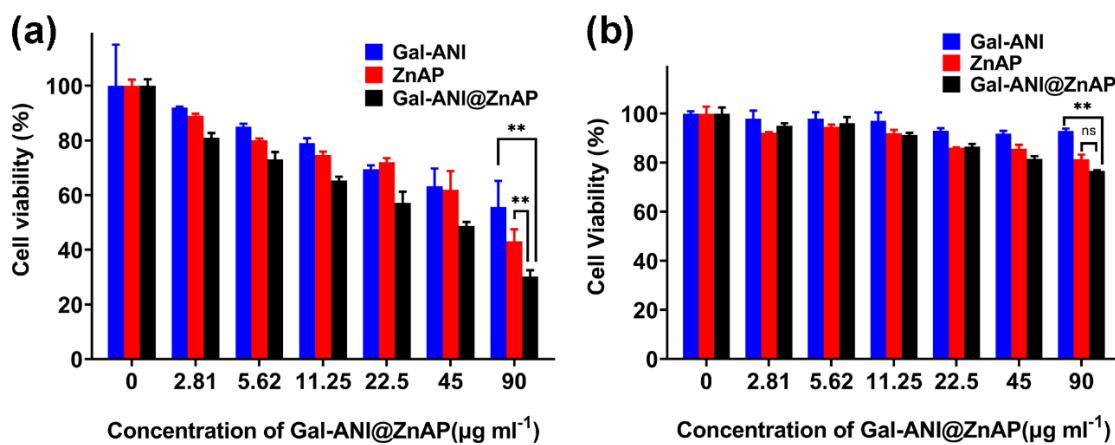 (a)
Gal-ANI
ZnAP
Gal-ANI@ZnAP
Cell viability (%)
100
80
60
40
20
0
**
**
0 2.81 5.62 11.25 22.5 45 90
Concentration of Gal-ANI@ZnAP(μg ml⁻¹)
(b)
Gal-ANI
ZnAP
Gal-ANI@ZnAP
Cell Viability (%)
100
80
60
40
20
0
**
ns
0 2.81 5.62 11.25 22.5 45 90
Concentration of Gal-ANI@ZnAP(μg ml⁻¹)